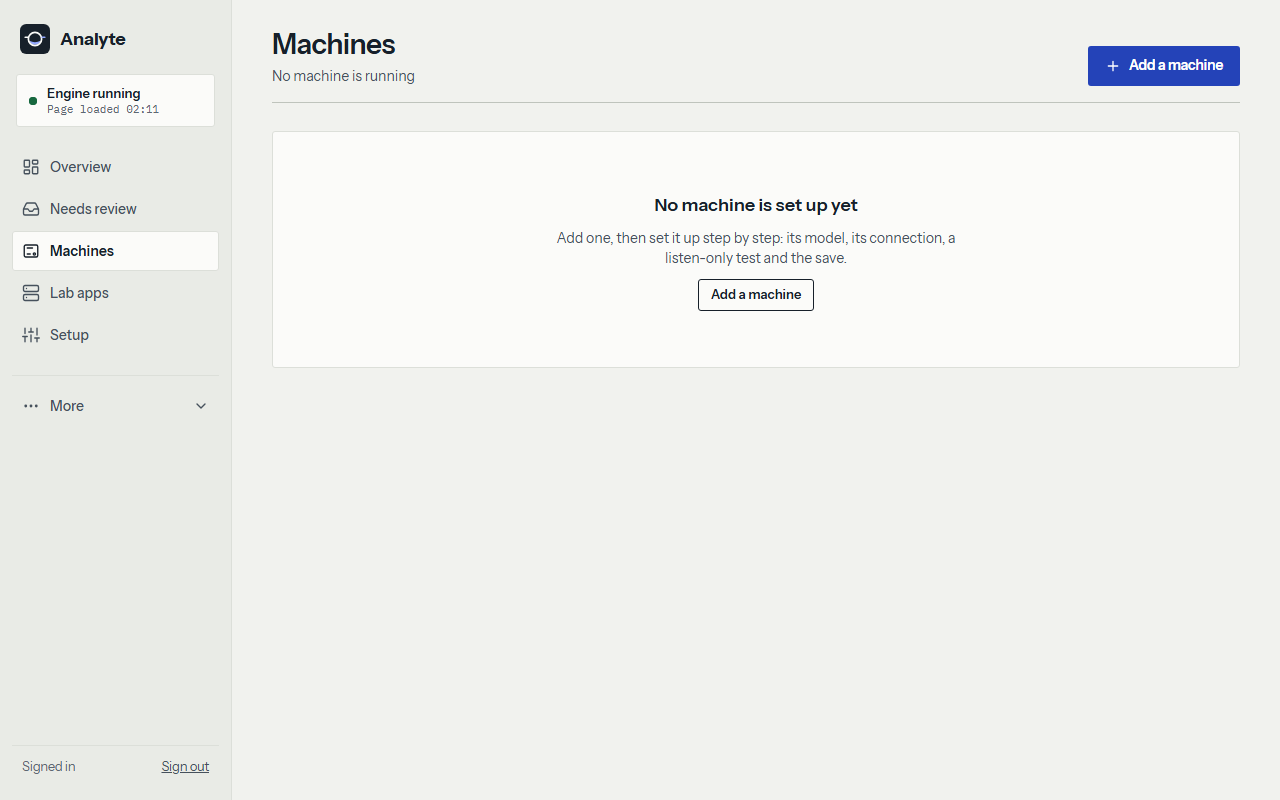 Analyte
Engine running
Page loaded 02:11
Overview
Needs review
Machines
Lab apps
Setup
More
Signed in
Sign out
Machines
No machine is running
Add a machine
No machine is set up yet
Add one, then set it up step by step: its model, its connection, a
listen-only test and the save.
Add a machine